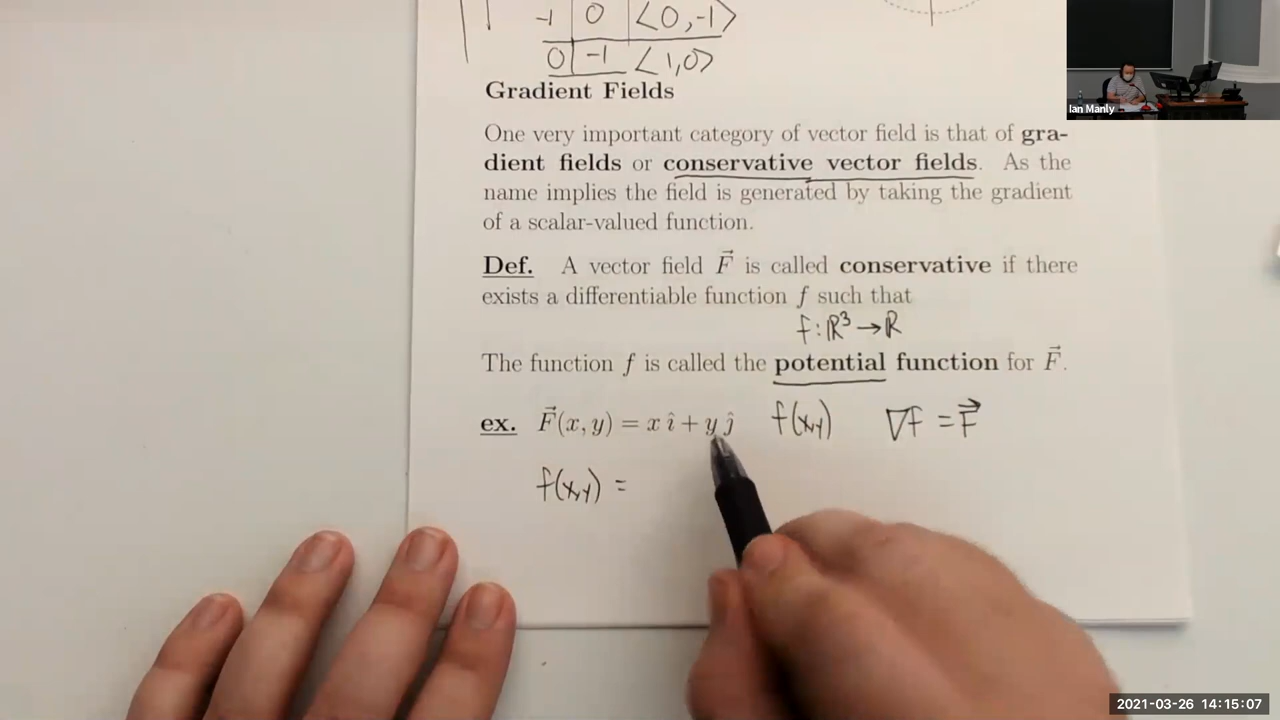 -1 0 <0,-1>
0 -1 <1,0>
Ian Manly
Gradient Fields
One very important category of vector field is that of gra-
dient fields or conservative vector fields. As the
name implies the field is generated by taking the gradient
of a scalar-valued function.
Def. A vector field F⃗ is called conservative if there
exists a differentiable function f such that
f: ℝ³ → ℝ
The function f is called the potential function for F⃗.
ex. F⃗(x, y) = x î + y ĵ f(x,y) ∇f = F⃗
f(x,y) =
2021-03-26 14:15:07